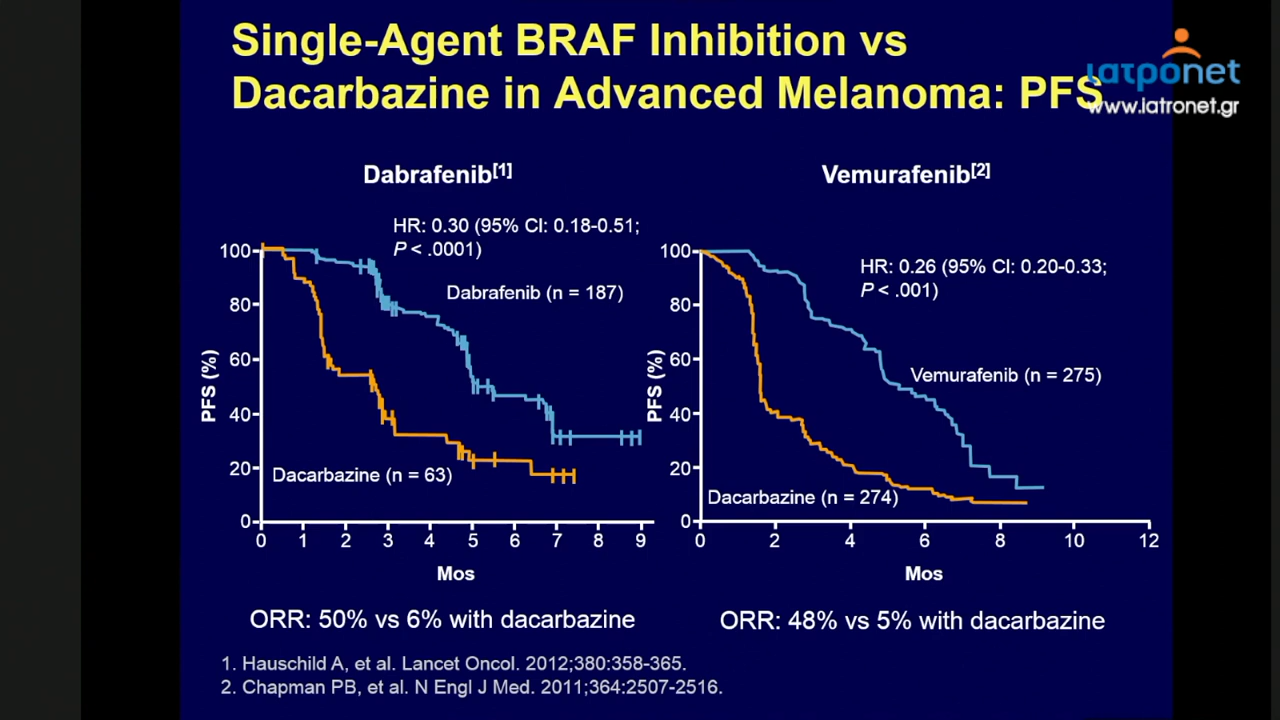 Single-Agent BRAF Inhibition vs
Dacarbazine in Advanced Melanoma: PFS
ιατροnet
www.iatronet.gr
Dabrafenib[1]
HR: 0.30 (95% CI: 0.18-0.51;
P < .0001)
Dabrafenib (n = 187)
Dacarbazine (n = 63)
PFS (%)
100
80
60
40
20
0
0 1 2 3 4 5 6 7 8 9
Mos
ORR: 50% vs 6% with dacarbazine
Vemurafenib[2]
HR: 0.26 (95% CI: 0.20-0.33;
P < .001)
Vemurafenib (n = 275)
Dacarbazine (n = 274)
PFS (%)
100
80
60
40
20
0
0 2 4 6 8 10 12
Mos
ORR: 48% vs 5% with dacarbazine
1. Hauschild A, et al. Lancet Oncol. 2012;380:358-365.
2. Chapman PB, et al. N Engl J Med. 2011;364:2507-2516.